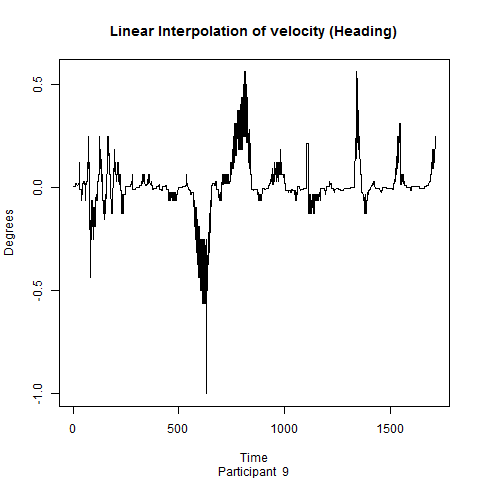 Linear Interpolation of velocity (Heading)
Degrees
0.5
0.0
-0.5
-1.0
0
500
1000
1500
Time
Participant 9